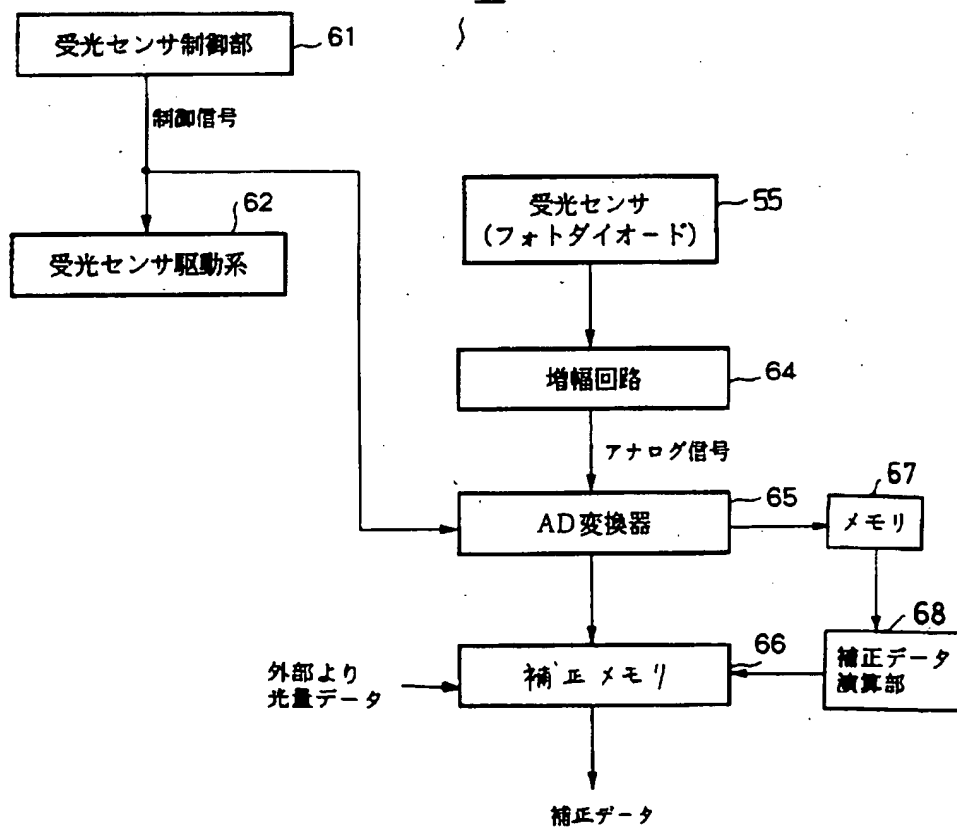 受光センサ制御部
61
制御信号
62
受光センサ駆動系
受光センサ
(フォトダイオード)
55
増幅回路
64
アナログ信号
AD変換器
65
67
メモリ
外部より
光量データ
補正メモリ
66
68
補正データ
演算部
補正データ